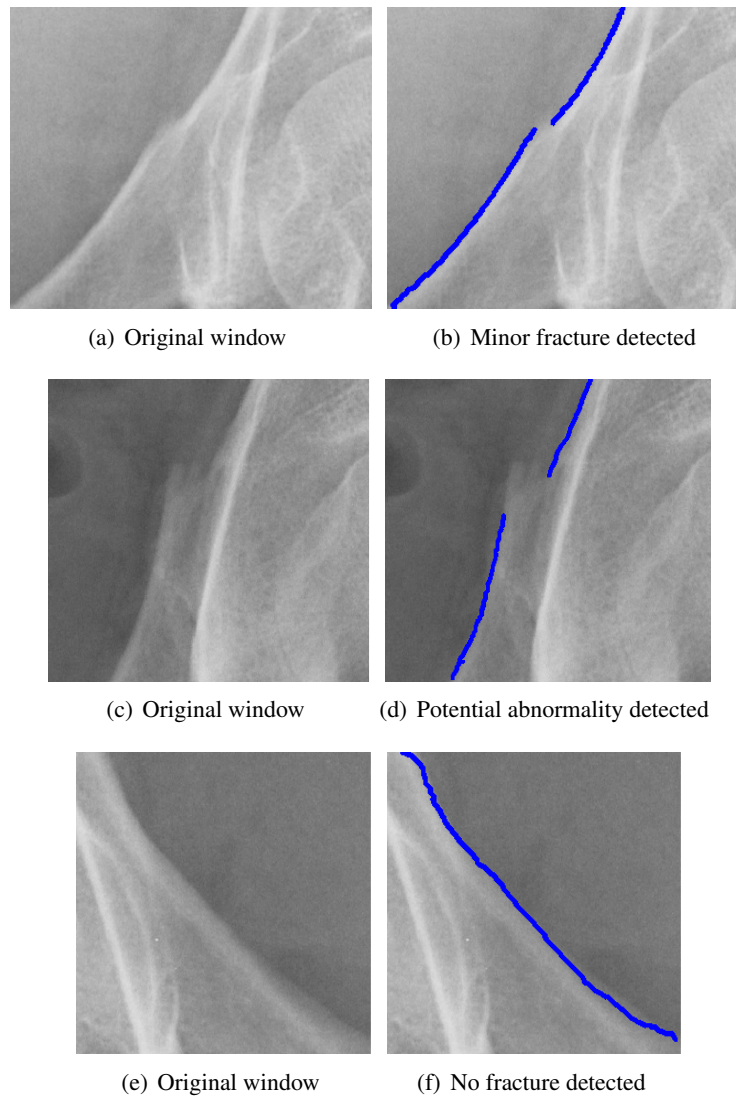 (a) Original window
(b) Minor fracture detected
(c) Original window
(d) Potential abnormality detected
(e) Original window
(f) No fracture detected